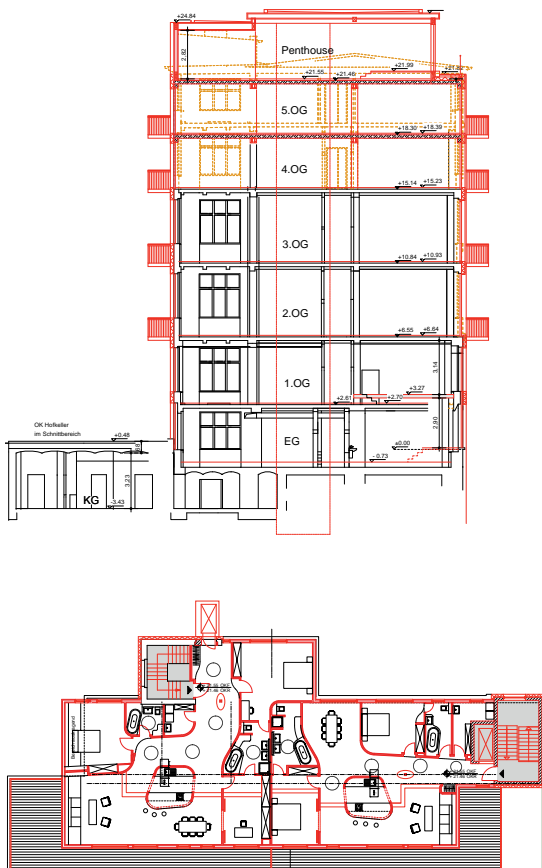 +24.84
2.82
Penthouse
+21.99
+21.55
+21.46
5.OG
+18.30
+18.39
4.OG
+15.14
+15.23
3.OG
+10.84
+10.93
2.OG
+6.55
+6.64
3.14
1.OG
+3.27
+2.61
+2.70
OK Hofkeller
im Schnittbereich
+0.48
2.90
EG
±0.00
- 0.73
3.23
KG
-3.43